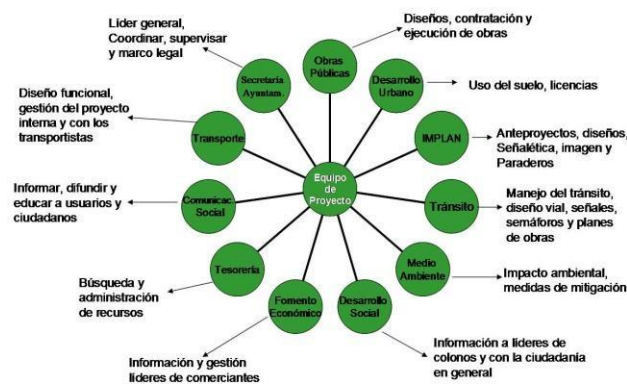 Diseños, contratación y
ejecución de obras
Líder general,
Coordinar, supervisar
y marco legal
Obras
Públicas
Secretaría
Ayuntam.
Desarrollo
Urbano
Uso del suelo, licencias
Diseño funcional,
gestión del proyecto
interna y con los
transportistas
Transporte
IMPLAN
Anteproyectos, diseños,
Señalética, imagen y
Paraderos
Equipo
de
Proyecto
Informar, difundir y
educar a usuarios y
ciudadanos
Comunicac.
Social
Tránsito
Manejo del tránsito,
diseño vial, señales,
semáforos y planes
de obras
Tesorería
Medio
Ambiente
Impacto ambiental,
medidas de mitigación
Búsqueda y
administración
de recursos
Fomento
Económico
Desarrollo
Social
Información y gestión
líderes de comerciantes
Información a líderes de
colonos y con la ciudadanía
en general